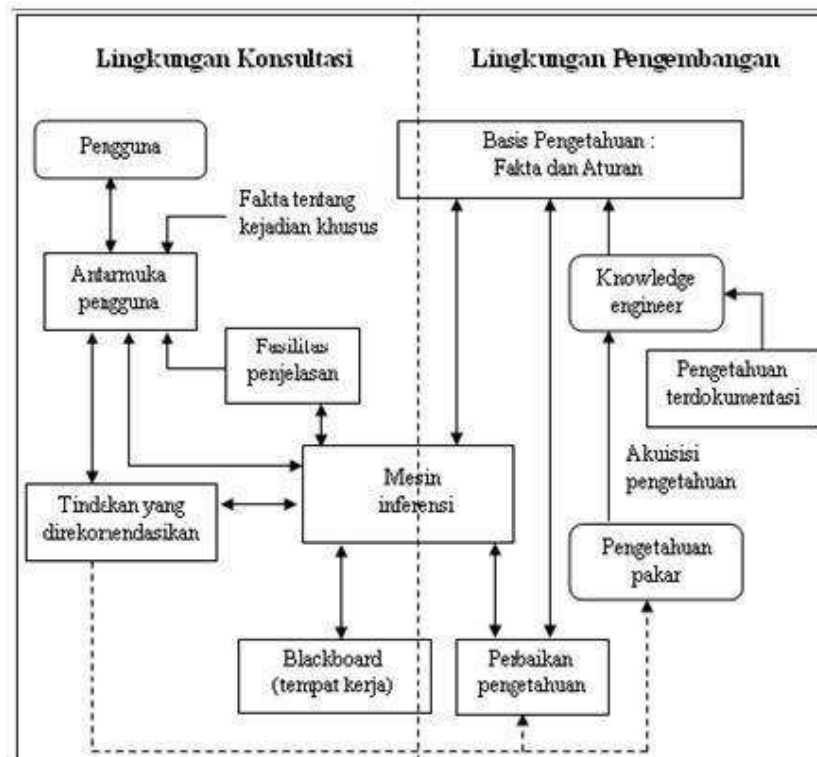 Lingkungan Konsultasi
Lingkungan Pengembangan
Pengguna
Basis Pengetahuan :
Fakta dan Aturan
Fakta tentang
kejadian khusus
Antarmuka
pengguna
Knowledge
engineer
Fasilitas
penjelasan
Pengetahuan
terdokumentasi
Akuisisi
pengetahuan
Mesin
inferensi
Tindakan yang
direkomendasikan
Pengetahuan
pakar
Blackboard
(tempat kerja)
Perbaikan
pengetahuan